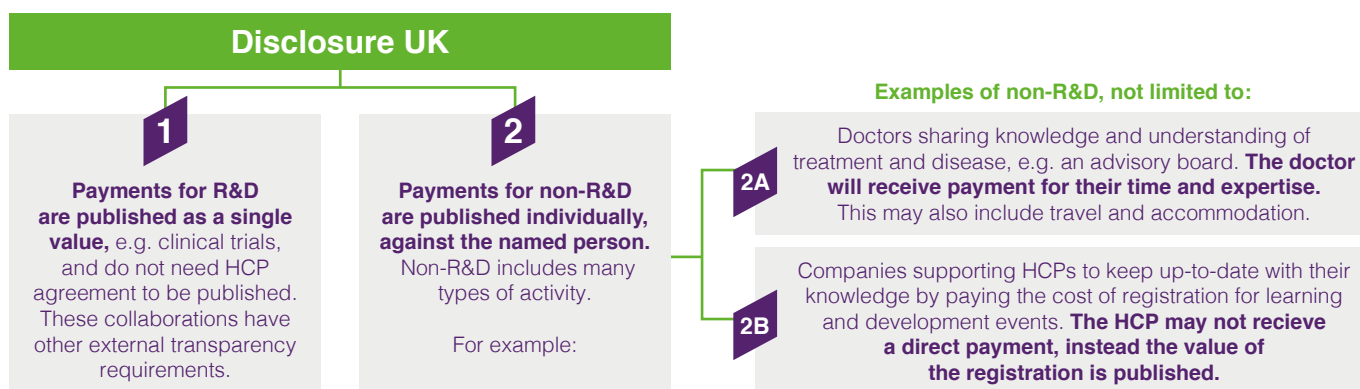 Disclosure UK
1
Payments for R&D
are published as a single
value, e.g. clinical trials,
and do not need HCP
agreement to be published.
These collaborations have
other external transparency
requirements.
2
Payments for non-R&D
are published individually,
against the named person.
Non-R&D includes many
types of activity.
For example:
Examples of non-R&D, not limited to:
2A
Doctors sharing knowledge and understanding of
treatment and disease, e.g. an advisory board. The doctor
will receive payment for their time and expertise.
This may also include travel and accommodation.
2B
Companies supporting HCPs to keep up-to-date with their
knowledge by paying the cost of registration for learning
and development events. The HCP may not recieve
a direct payment, instead the value of
the registration is published.